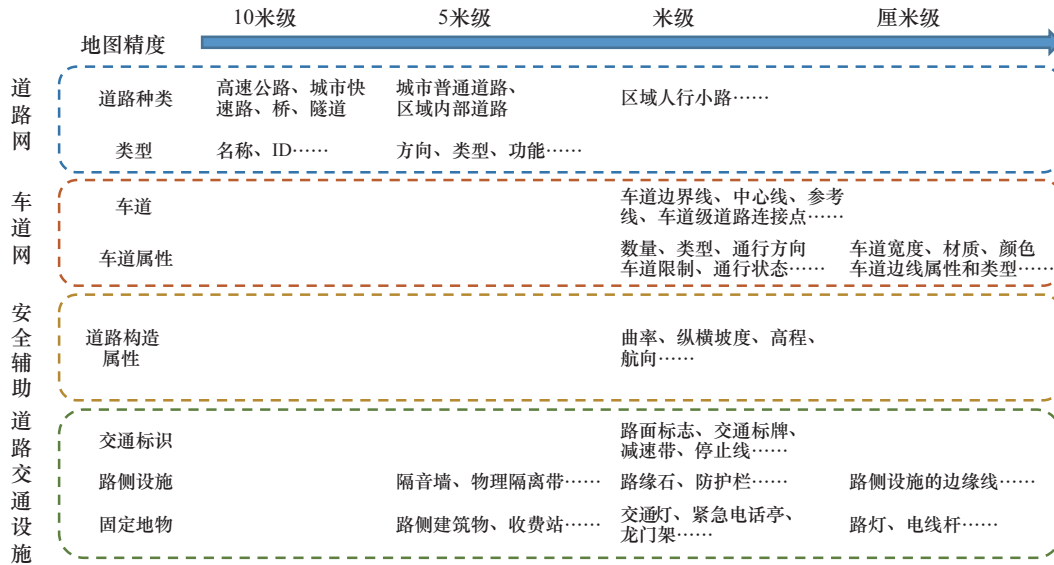 10米级 5米级 米级 厘米级
地图精度
道路网
道路种类
高速公路、城市快
速路、桥、隧道
城市普通道路、
区域内部道路
区域人行小路……
类型
名称、ID……
方向、类型、功能……
车道网
车道
车道边界线、中心线、参考
线、车道级道路连接点……
车道属性
数量、类型、通行方向
车道限制、通行状态……
车道宽度、材质、颜色
车道边线属性和类型……
安全辅助
道路构造
属性
曲率、纵横坡度、高程、
航向……
道路交通设施
交通标识
路面标志、交通标牌、
减速带、停止线……
路侧设施
隔音墙、物理隔离带……
路缘石、防护栏……
路侧设施的边缘线……
固定地物
路侧建筑物、收费站……
交通灯、紧急电话亭、
龙门架……
路灯、电线杆……